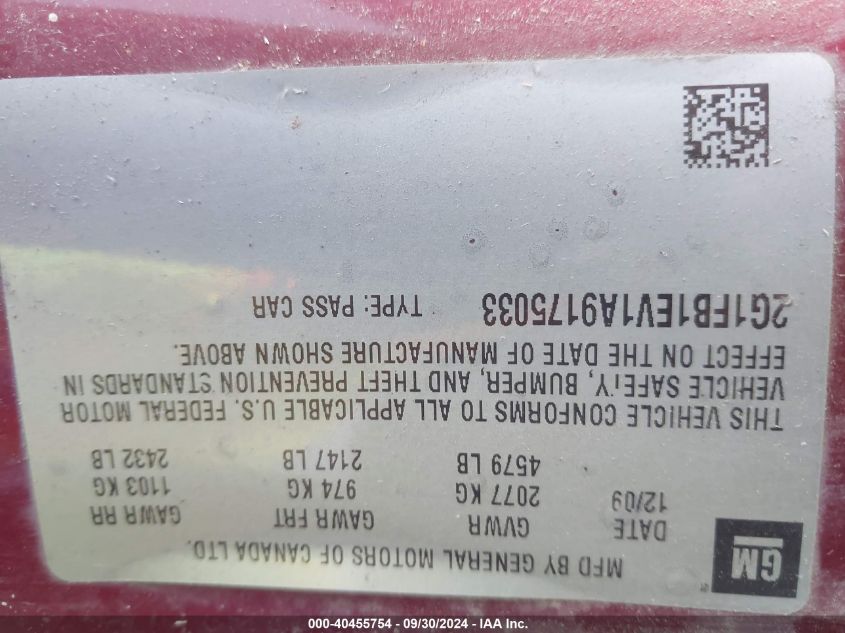 MFD BY GENERAL MOTORS OF CANADA LTD.
GM
DATE GVWR GAWR FRT GAWR RR
12/09 2077 KG 974 KG 1103 KG
4579 LB 2147 LB 2432 LB
THIS VEHICLE CONFORMS TO ALL APPLICABLE U.S. FEDERAL MOTOR
VEHICLE SAFETY, BUMPER, AND THEFT PREVENTION STANDARDS IN
EFFECT ON THE DATE OF MANUFACTURE SHOWN ABOVE.
2G1FB1EV1A9175033 TYPE: PASS CAR
000-40455754 - 09/30/2024 - IAA Inc.